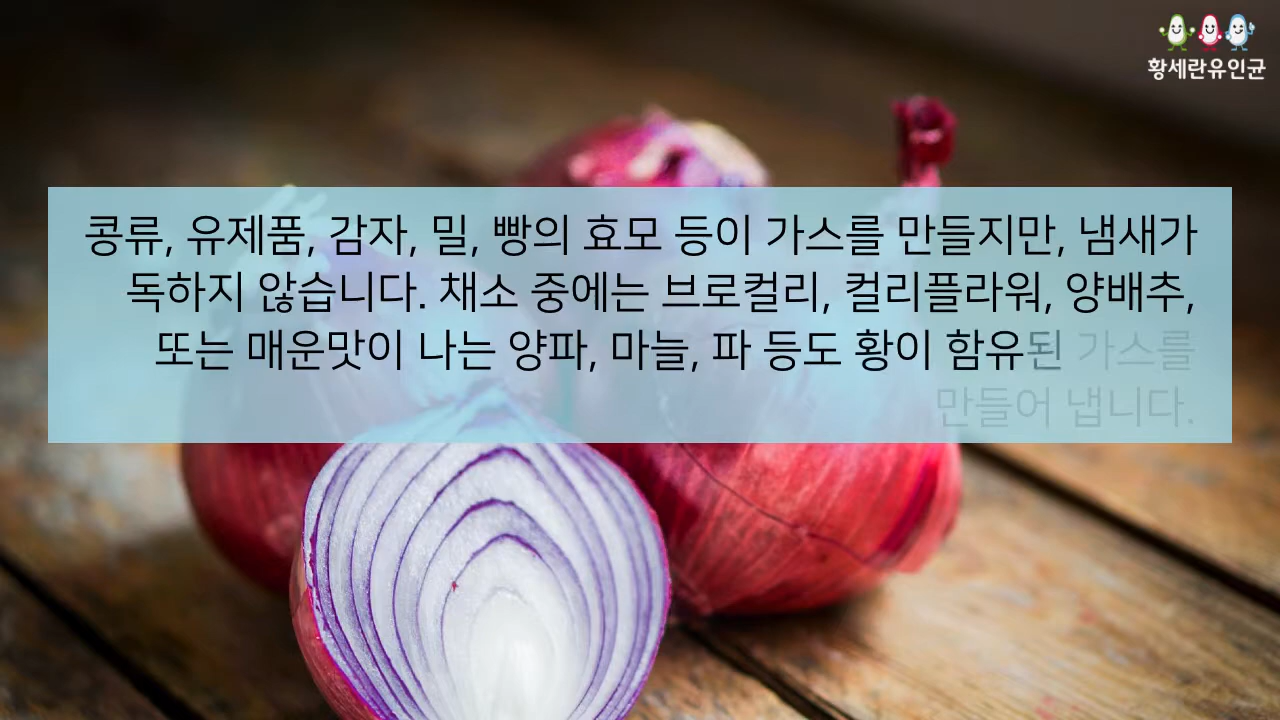 황세란유인균
콩류, 유제품, 감자, 밀, 빵의 효모 등이 가스를 만들지만, 냄새가
독하지 않습니다. 채소 중에는 브로컬리, 컬리플라워, 양배추,
또는 매운맛이 나는 양파, 마늘, 파 등도 황이 함유된 가스를
만들어 냅니다.